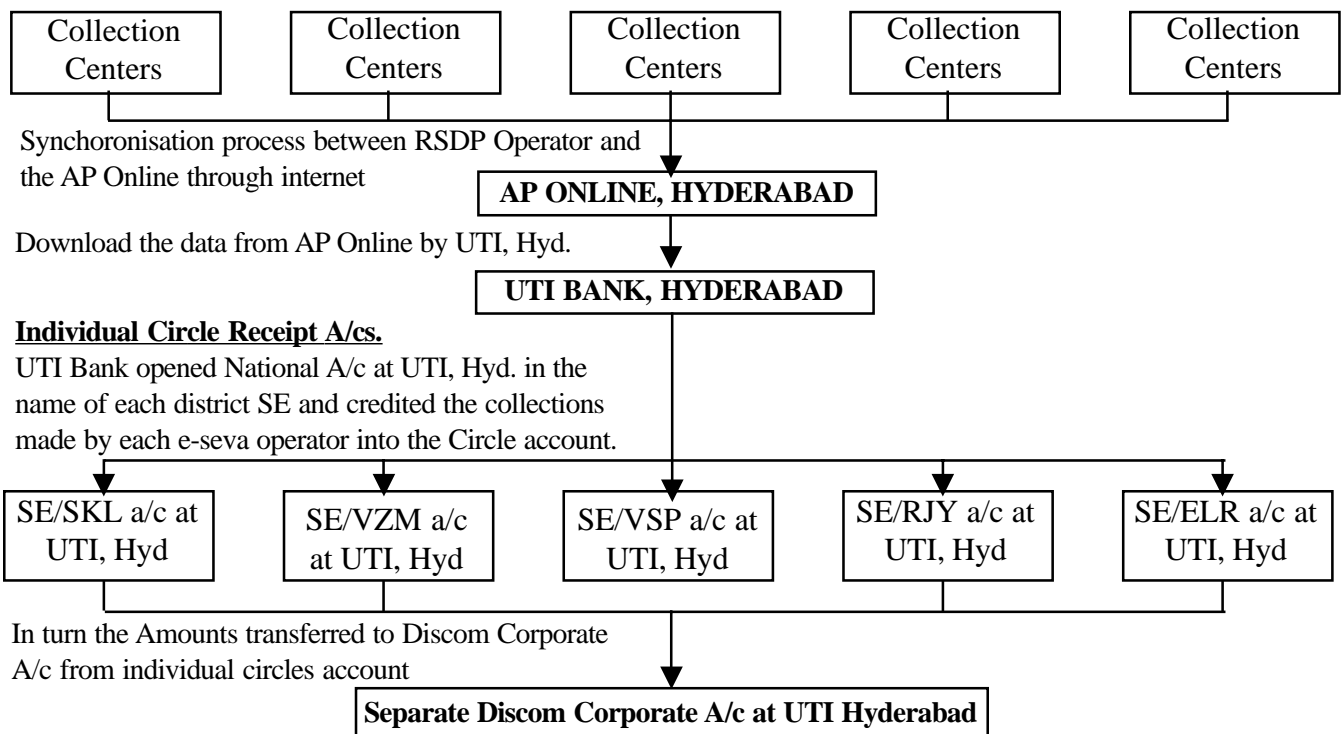 Collection
Centers
Collection
Centers
Collection
Centers
Collection
Centers
Collection
Centers
Synchoronisation process between RSDP Operator and
the AP Online through internet
AP ONLINE, HYDERABAD
Download the data from AP Online by UTI, Hyd.
UTI BANK, HYDERABAD
Individual Circle Receipt A/cs.
UTI Bank opened National A/c at UTI, Hyd. in the
name of each district SE and credited the collections
made by each e-seva operator into the Circle account.
SE/SKL a/c at
UTI, Hyd
SE/VZM a/c
at UTI, Hyd
SE/VSP a/c at
UTI, Hyd
SE/RJY a/c at
UTI, Hyd
SE/ELR a/c at
UTI, Hyd
In turn the Amounts transferred to Discom Corporate
A/c from individual circles account
Separate Discom Corporate A/c at UTI Hyderabad